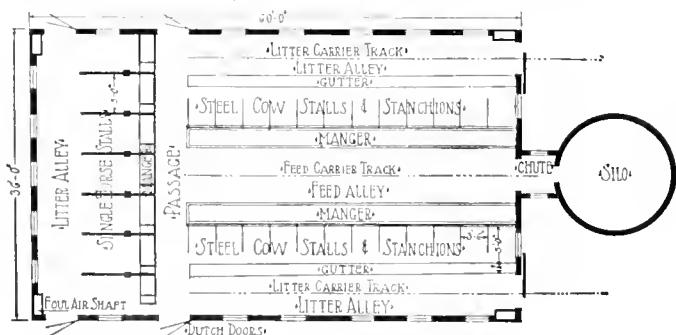 60'-0"
LITTER CARRIER TRACK
LITTER ALLEY
GUTTER
STEEL COW STALLS & STANCHIONS
MANGER
FEED CARRIER TRACK
FEED ALLEY
MANGER
STEEL COW STALLS & STANCHIONS
GUTTER
LITTER CARRIER TRACK
LITTER ALLEY
36'-0"
LITTER ALLEY
SINGLE HORSE STALLS
5'-0"
MANGER
PASSAGE
CHUTE
SILO
FOUL AIR SHAFT
DUTCH DOORS